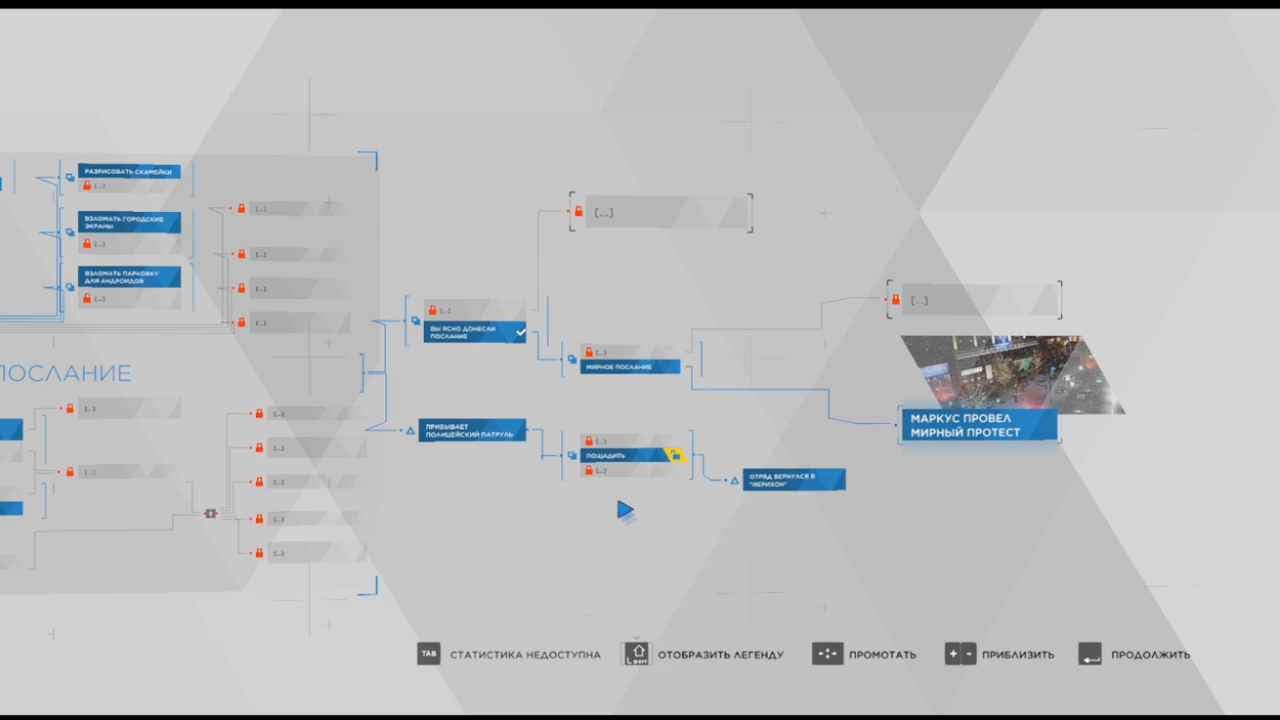 РАЗРИСОВАТЬ СКАМЕЙКИ
[...]
ВЗЛОМАТЬ ГОРОДСКИЕ
ЭКРАНЫ
[...]
ВЗЛОМАТЬ ПАРКОВКУ
ДЛЯ АНДРОИДОВ
[...]
[...]
[...]
[...]
[...]
ПОСЛАНИЕ
[...]
[...]
[...]
[...]
[...]
[...]
[...]
[...]
[...]
ВЫ ЯСНО ДОНЕСЛИ
ПОСЛАНИЕ
[...]
МИРНОЕ ПОСЛАНИЕ
[...]
МАРКУС ПРОВЕЛ
МИРНЫЙ ПРОТЕСТ
ПРИБЫВАЕТ
ПОЛИЦЕЙСКИЙ ПАТРУЛЬ
[...]
ПОЩАДИТЬ
[...]
ОТРЯД ВЕРНУЛСЯ В
"ИЕРИХОН"
TAB СТАТИСТИКА НЕДОСТУПНА
L SHIFT ОТОБРАЗИТЬ ЛЕГЕНДУ
ПРОМОТАТЬ
+ - ПРИБЛИЗИТЬ
ПРОДОЛЖИТЬ